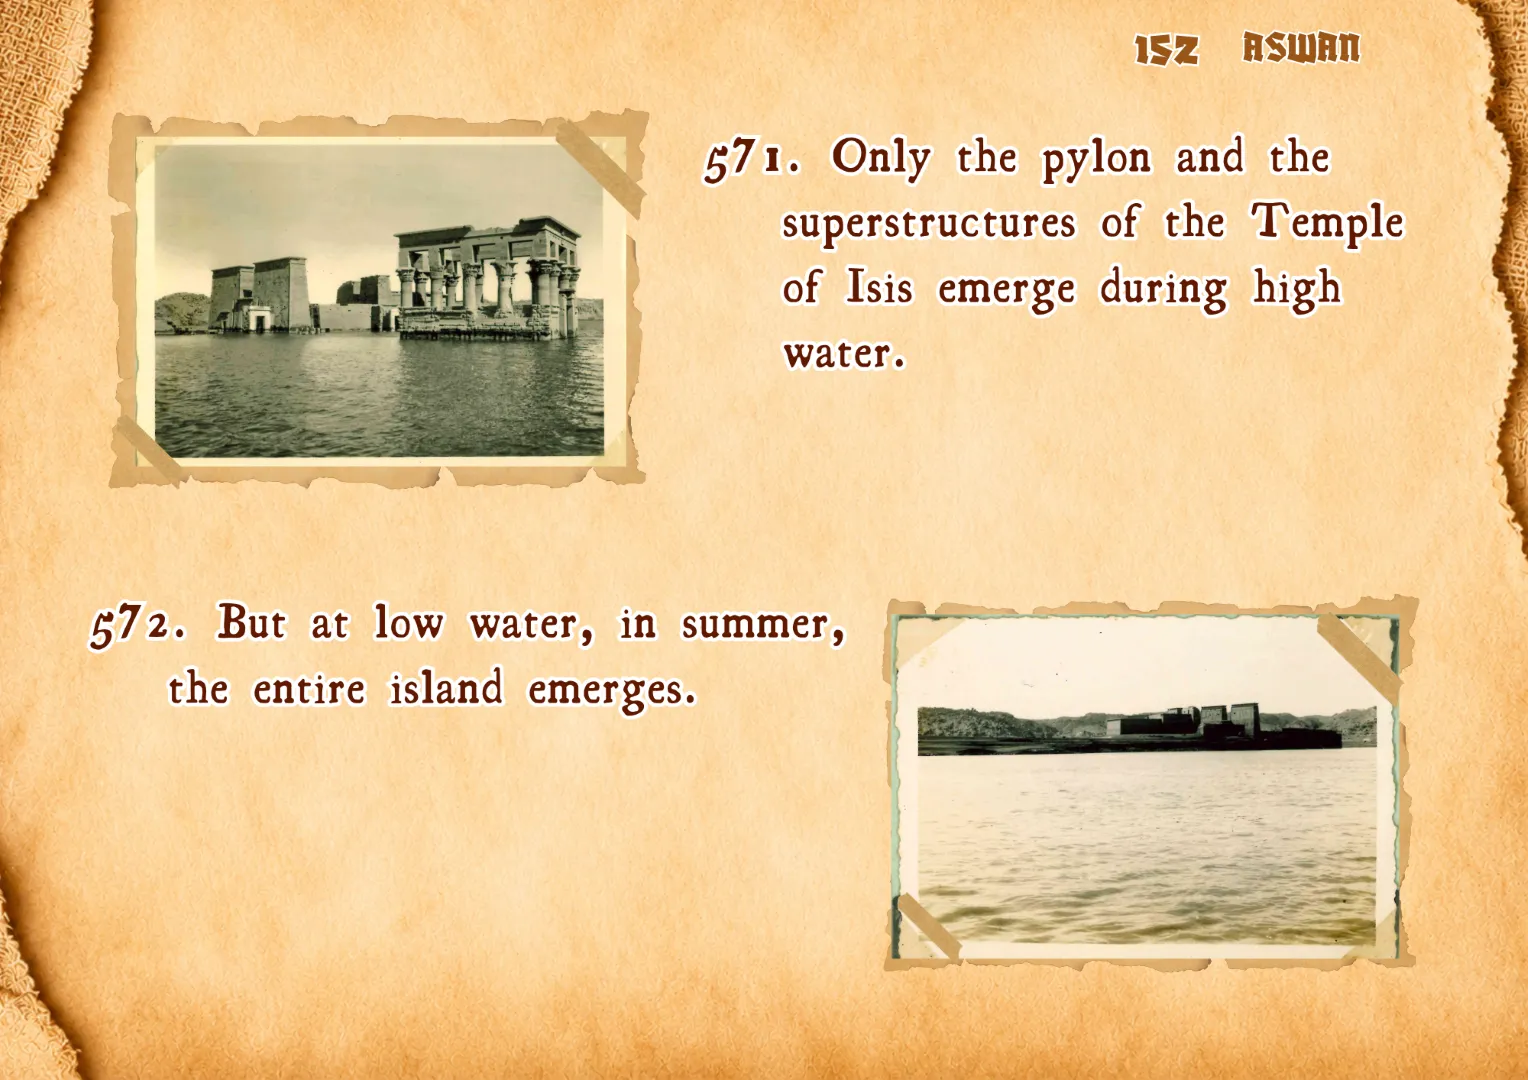 152 ASWAN
571. Only the pylon and the
superstructures of the Temple
of Isis emerge during high
water.
572. But at low water, in summer,
the entire island emerges.